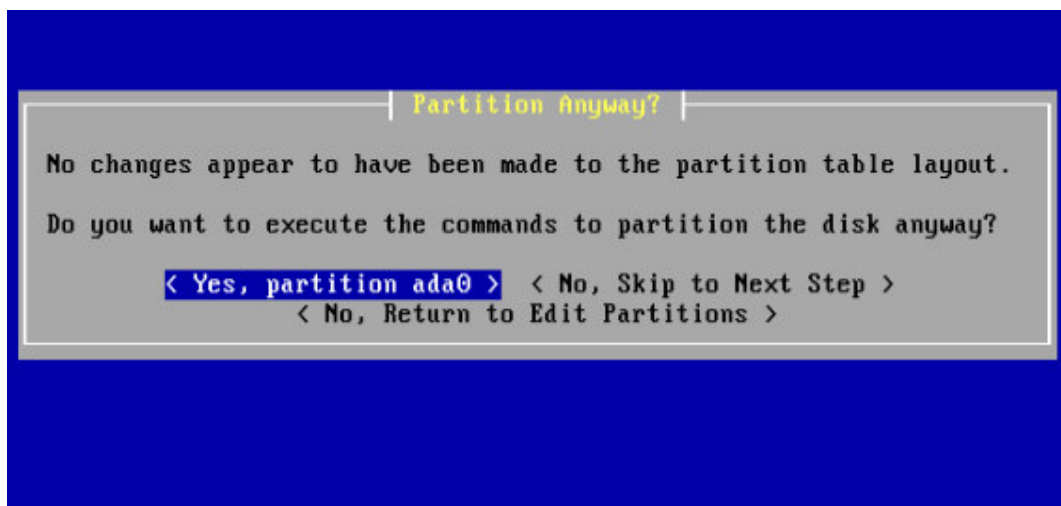 Partition Anyway?
No changes appear to have been made to the partition table layout.
Do you want to execute the commands to partition the disk anyway?
< Yes, partition ada0 > < No, Skip to Next Step >
< No, Return to Edit Partitions >